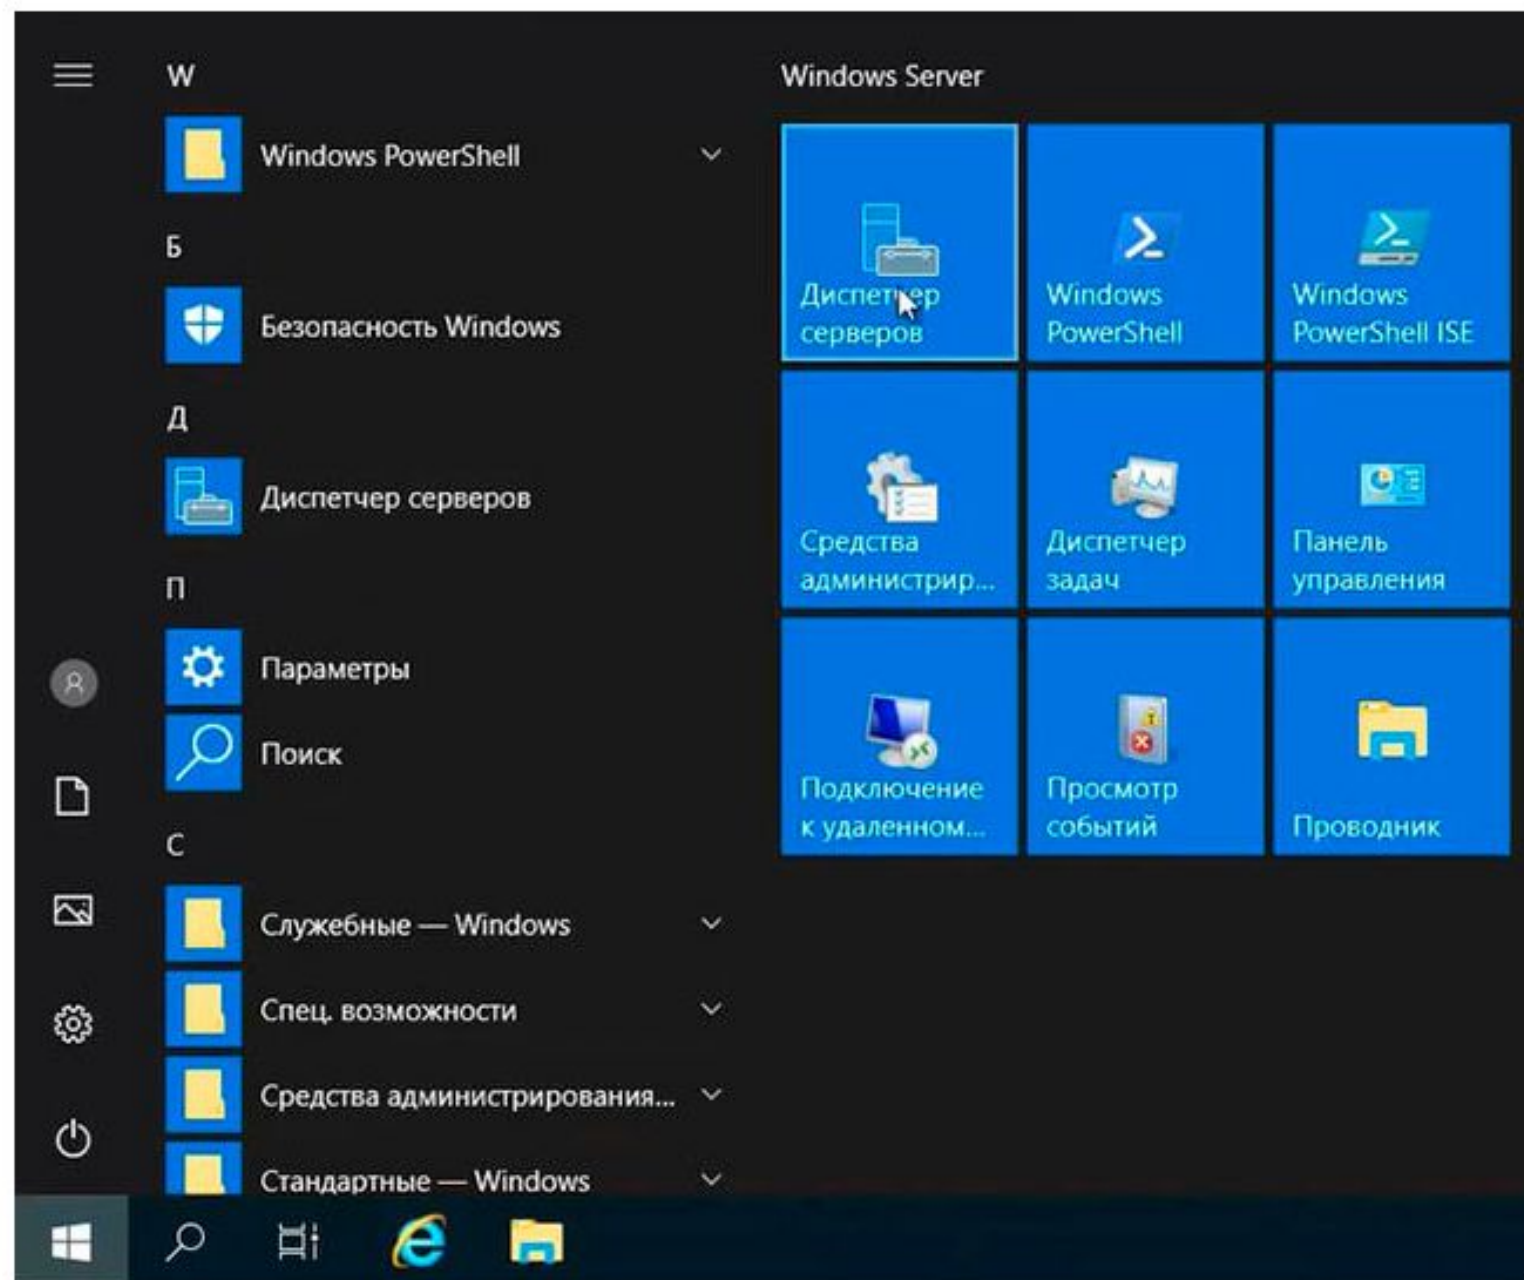 W
Windows PowerShell
Б
Безопасность Windows
Д
Диспетчер серверов
П
Параметры
Поиск
С
Служебные — Windows
Спец. возможности
Средства администрирования...
Стандартные — Windows
Windows Server
Диспетчер
серверов
Windows
PowerShell
Windows
PowerShell ISE
Средства
администрир...
Диспетчер
задач
Панель
управления
Подключение
к удаленном...
Просмотр
событий
Проводник